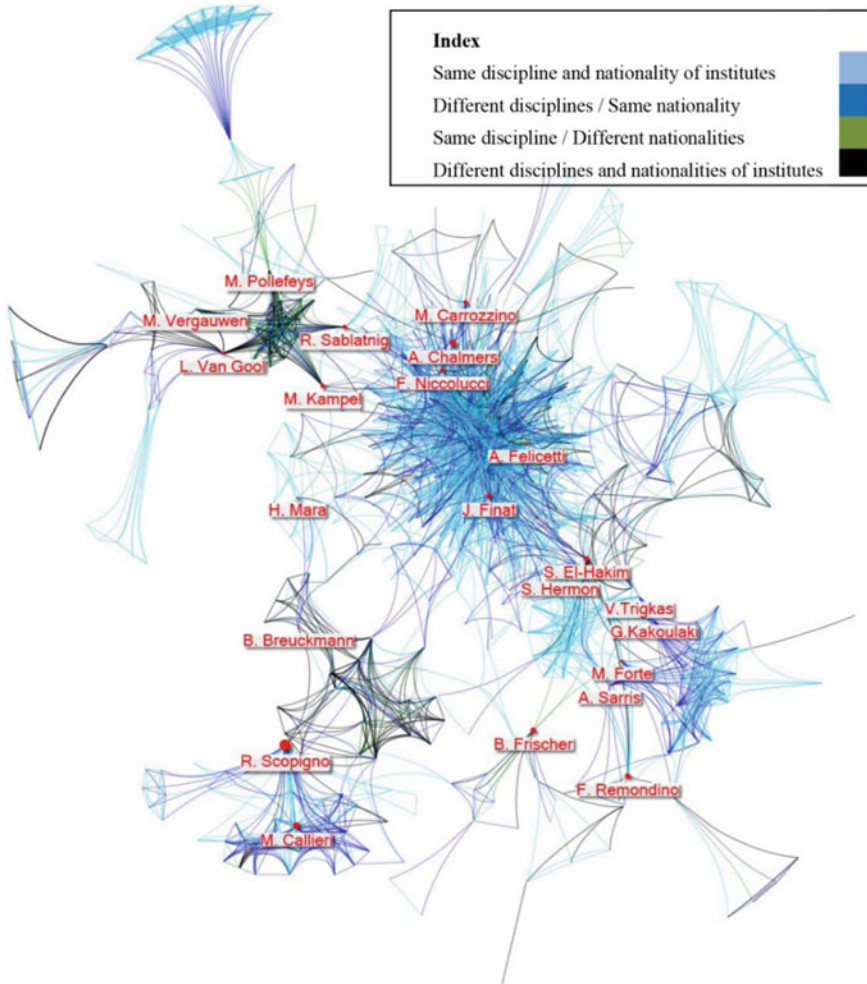 Index
Same discipline and nationality of institutes
Different disciplines / Same nationality
Same discipline / Different nationalities
Different disciplines and nationalities of institutes
M. Pollefeys
M. Vergauwen
R. Sablatnig
L. Van Gool
M. Kampel
M. Carrozzino
A. Chalmers
F. Niccolucci
A. Felicetti
H. Mara
J. Finat
S. El-Hakim
S. Hermon
V.Trigkas
G.Kakoulaki
B. Breuckmann
M. Forte
A. Sarris
B. Frischer
R. Scopigno
F. Remondino
M. Callieri